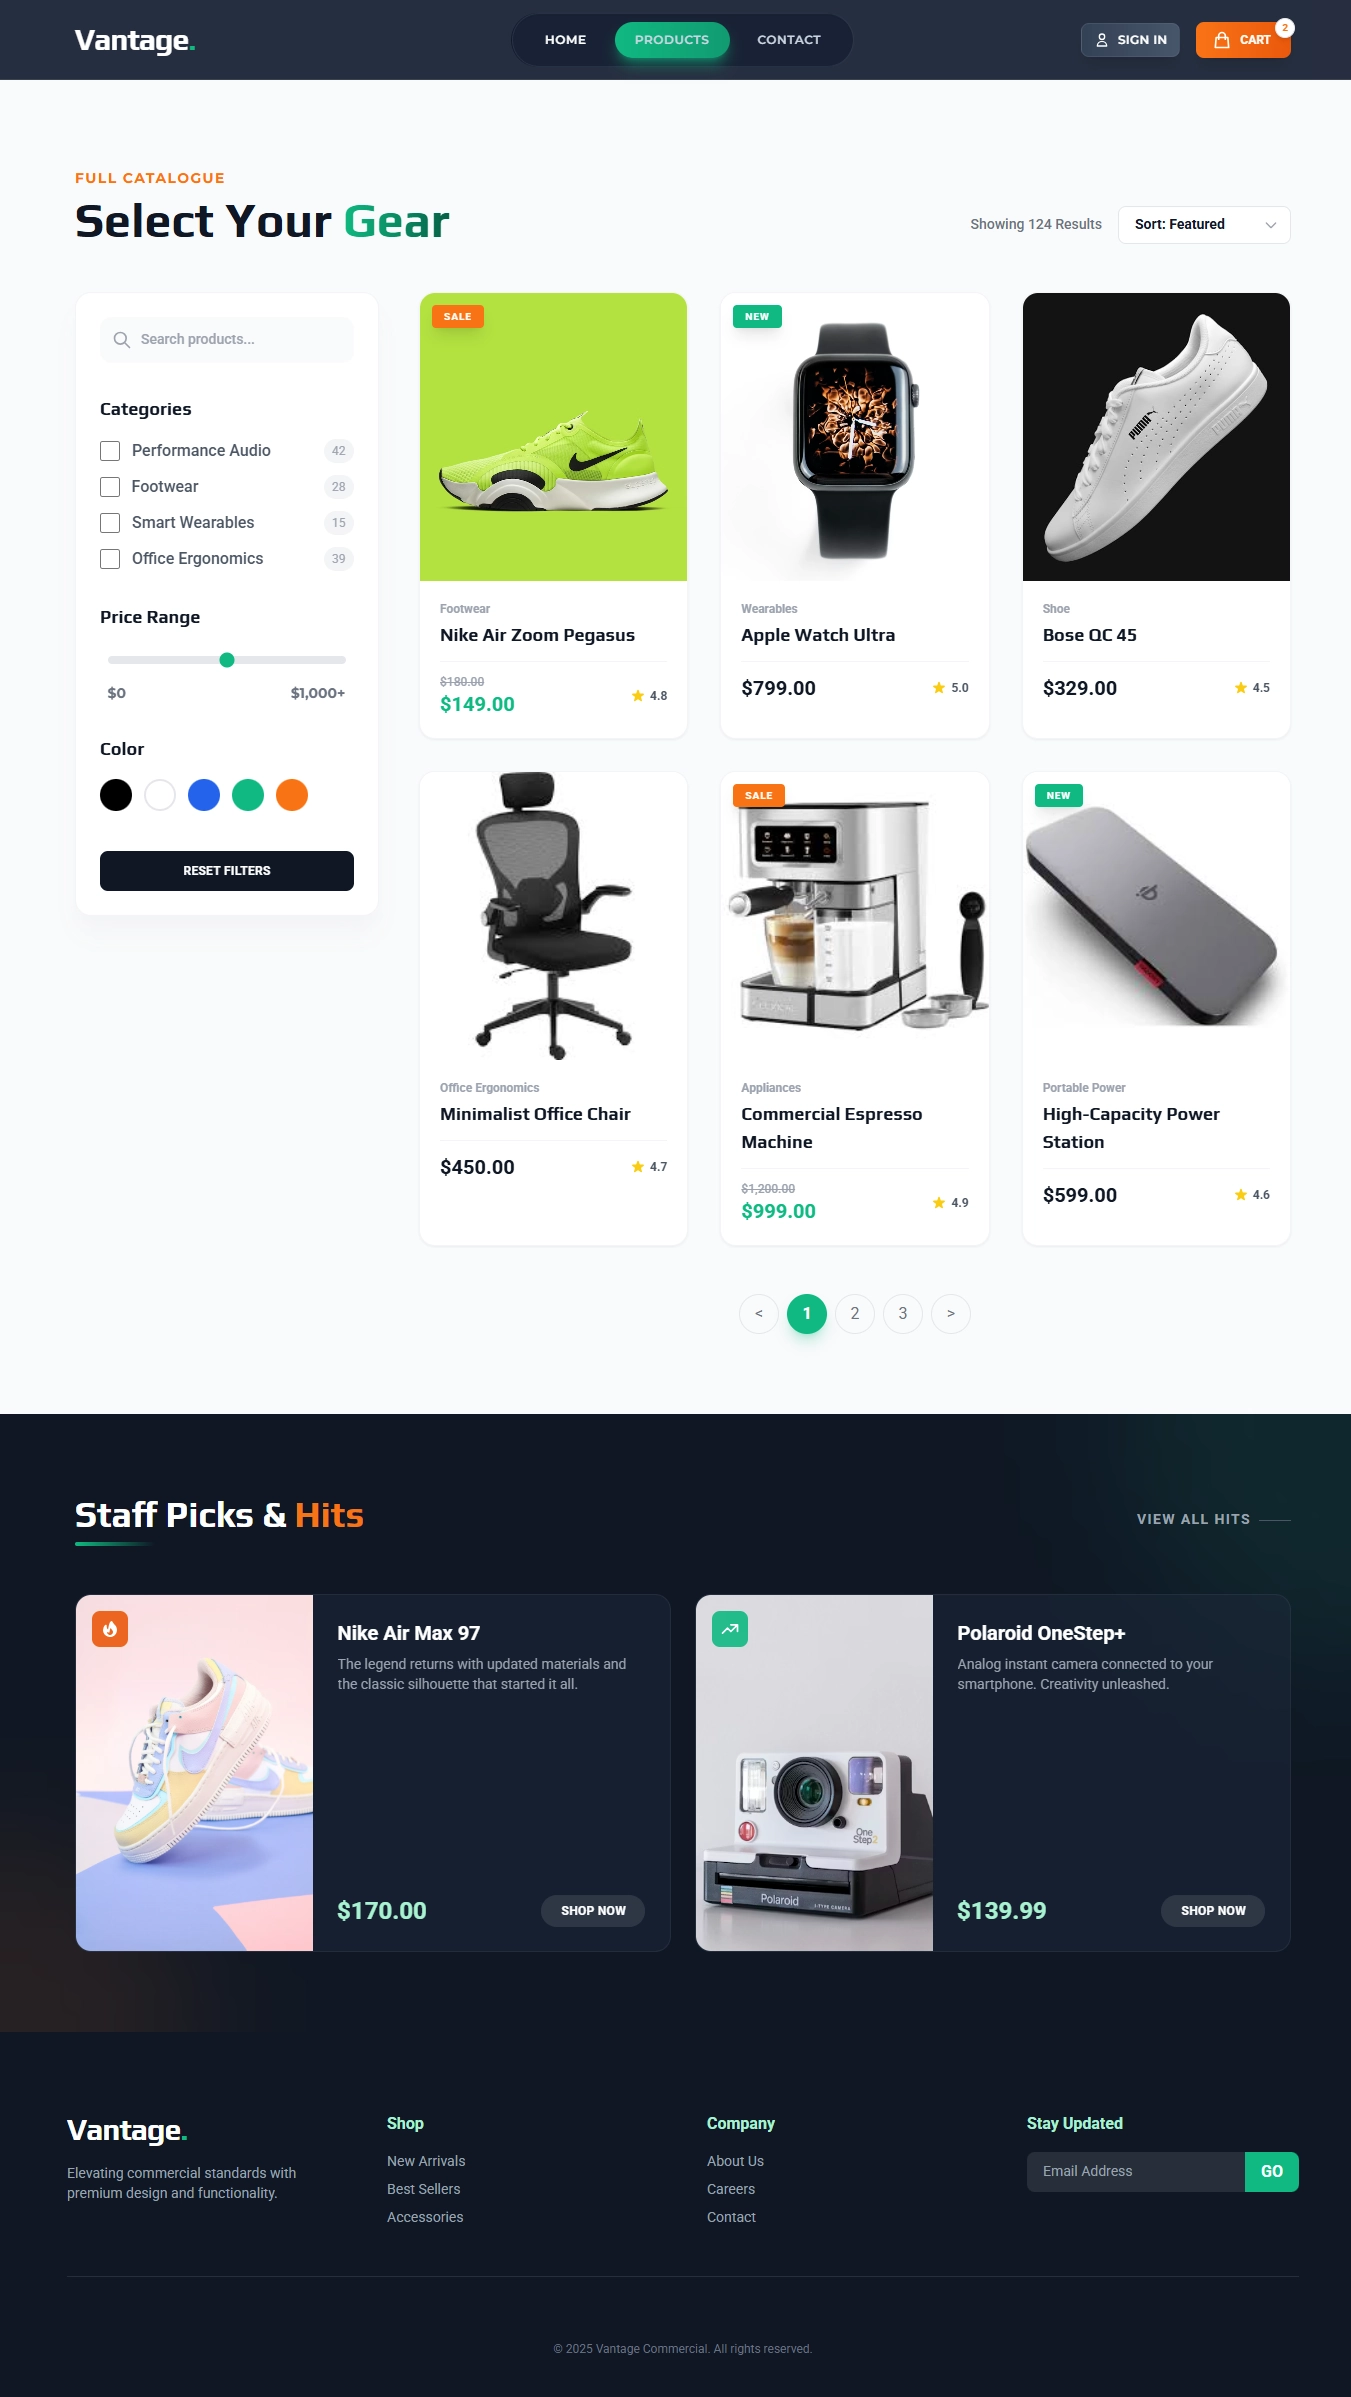 Vantage.
HOME
PRODUCTS
CONTACT
SIGN IN
CART
2
FULL CATALOGUE
Select Your Gear
Showing 124 Results
Sort: Featured
Search products...
Categories
Performance Audio 42
Footwear 28
Smart Wearables 15
Office Ergonomics 39
Price Range
$0 $1,000+
Color
RESET FILTERS
SALE
Footwear
Nike Air Zoom Pegasus
$180.00
$149.00
4.8
NEW
Wearables
Apple Watch Ultra
$799.00
5.0
PUMA
PUMA
Shoe
Bose QC 45
$329.00
4.5
Office Ergonomics
Minimalist Office Chair
$450.00
4.7
SALE
Appliances
Commercial Espresso
Machine
$1,200.00
$999.00
4.9
NEW
Portable Power
High-Capacity Power
Station
$599.00
4.6
<
1
2
3
>
Staff Picks & Hits
VIEW ALL HITS
Nike Air Max 97
The legend returns with updated materials and
the classic silhouette that started it all.
$170.00
SHOP NOW
One
Step2
Polaroid
I-TYPE CAMERA
Polaroid OneStep+
Analog instant camera connected to your
smartphone. Creativity unleashed.
$139.99
SHOP NOW
Vantage.
Elevating commercial standards with
premium design and functionality.
Shop
New Arrivals
Best Sellers
Accessories
Company
About Us
Careers
Contact
Stay Updated
Email Address
GO
© 2025 Vantage Commercial. All rights reserved.